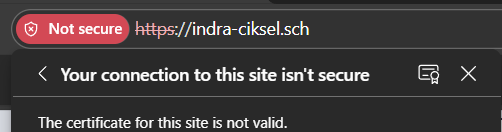 Not secure https://indra-ciksel.sch
Your connection to this site isn't secure
The certificate for this site is not valid.